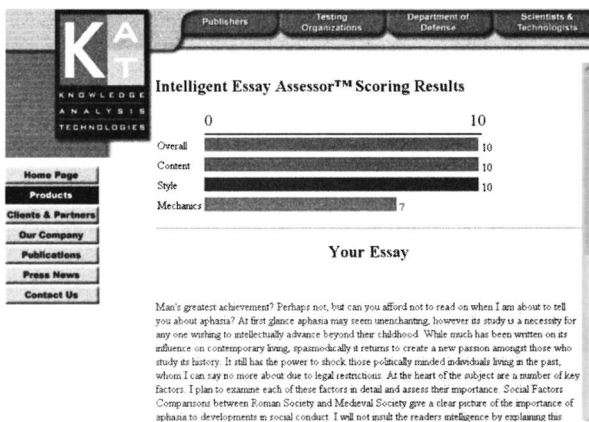 Publishers
Testing Organizations
Department of Defense
Scientists & Technologists
KAT
KNOWLEDGE
ANALYSIS
TECHNOLOGIES
Intelligent Essay Assessor™ Scoring Results
0 10
Overall 10
Content 10
Style 10
Mechanics 7
Home Page
Products
Clients & Partners
Our Company
Publications
Press News
Contact Us
Your Essay
Man's greatest achievement? Perhaps not, but can you afford not to read on when I am about to tell
you about aphasia? At first glance aphasia may seem unenchanting, however its study is a necessity for
any one wishing to intellectually advance beyond their childhood. While much has been written on its
influence on contemporary living, spasmodically it returns to create a new passion amongst those who
study its history. It still has the power to shock those politically minded individuals living in the past,
whom I can say no more about due to legal restrictions. At the heart of the subject are a number of key
factors. I plan to examine each of these factors in detail and assess their importance. Social Factors
Comparisons between Roman Society and Medieval Society give a clear picture of the importance of
aphasia to developments in social conduct. I will not insult the readers intelligence by explaining this